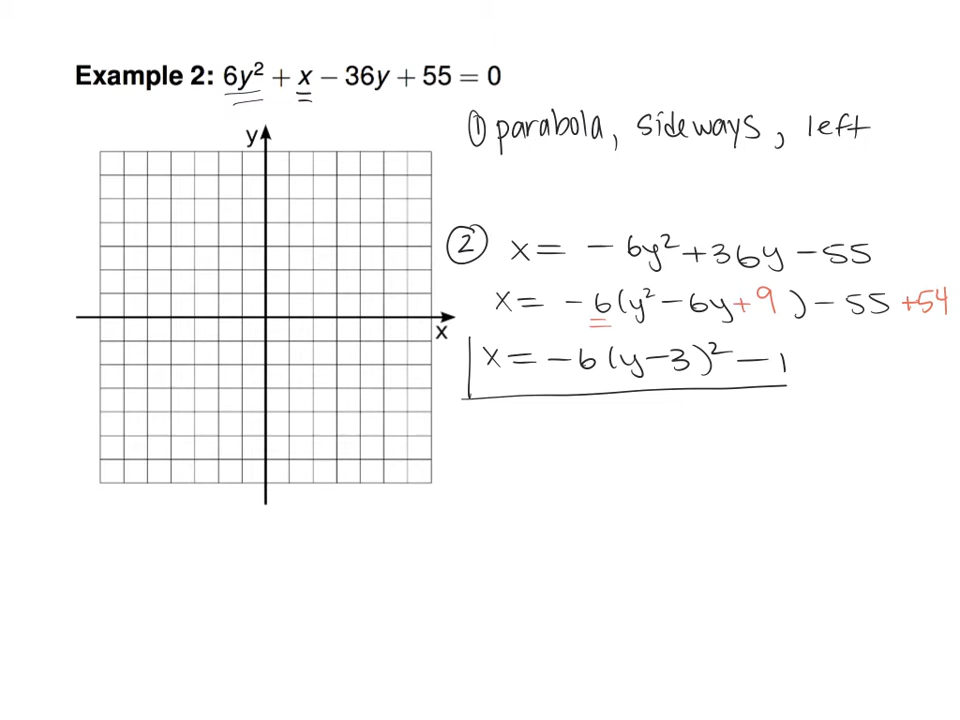 Example 2: 6y² + x − 36y + 55 = 0
① parabola, sideways, left
y
② x = − 6y² + 36y − 55
x = − 6(y² − 6y + 9 ) − 55 + 54
x
x = − 6(y − 3)² − 1